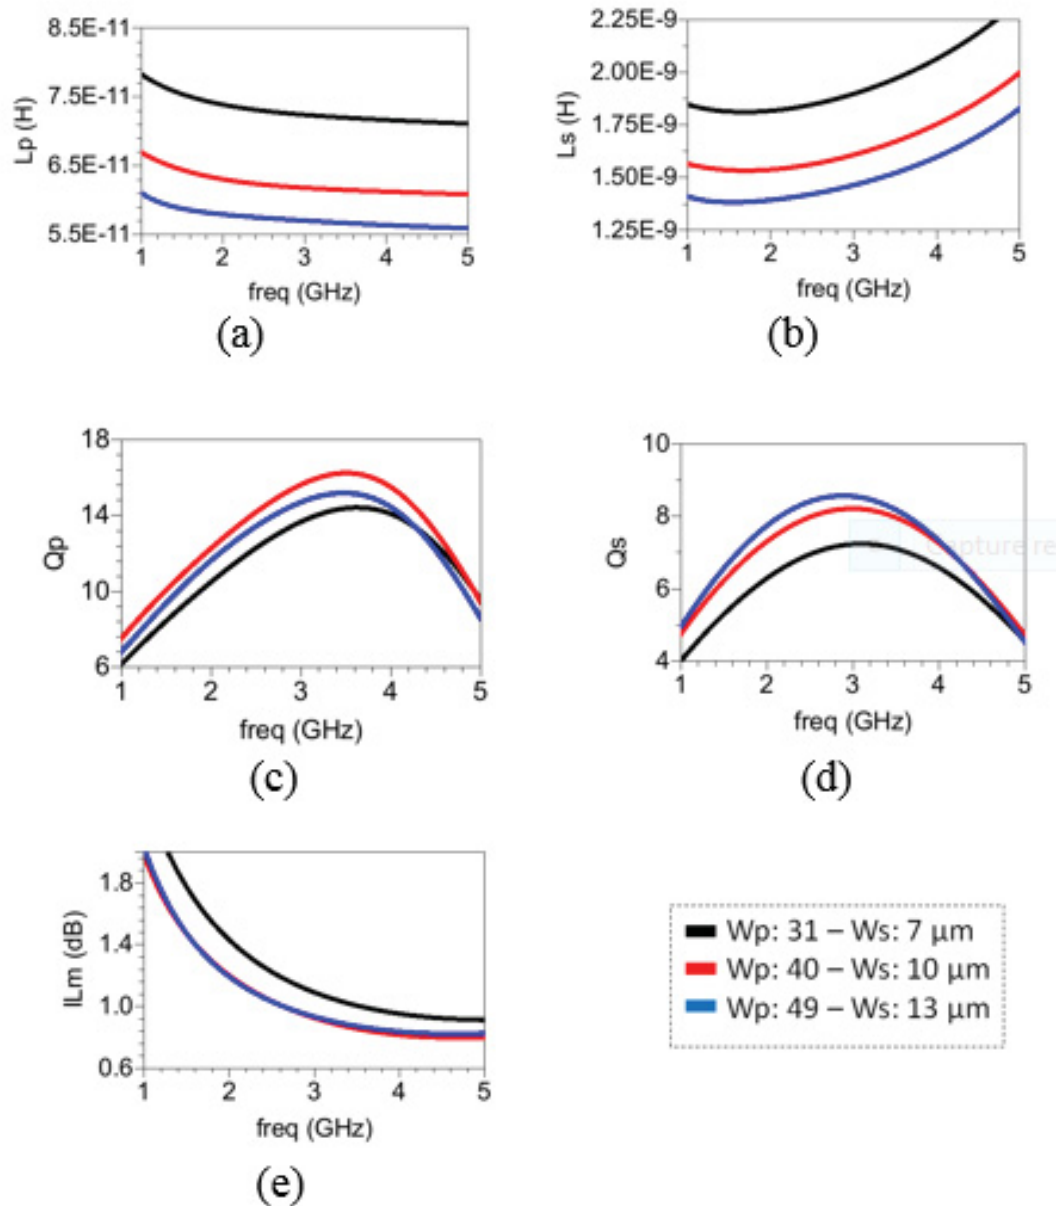 8.5E-11
7.5E-11
6.5E-11
5.5E-11
Lp (H)
1 2 3 4 5
freq (GHz)
(a)
2.25E-9
2.00E-9
1.75E-9
1.50E-9
1.25E-9
Ls (H)
1 2 3 4 5
freq (GHz)
(b)
18
14
10
6
Qp
1 2 3 4 5
freq (GHz)
(c)
10
8
6
4
Qs
Capture re
1 2 3 4 5
freq (GHz)
(d)
1.8
1.4
1.0
0.6
ILm (dB)
1 2 3 4 5
freq (GHz)
(e)
Wp: 31 – Ws: 7 μm
Wp: 40 – Ws: 10 μm
Wp: 49 – Ws: 13 μm